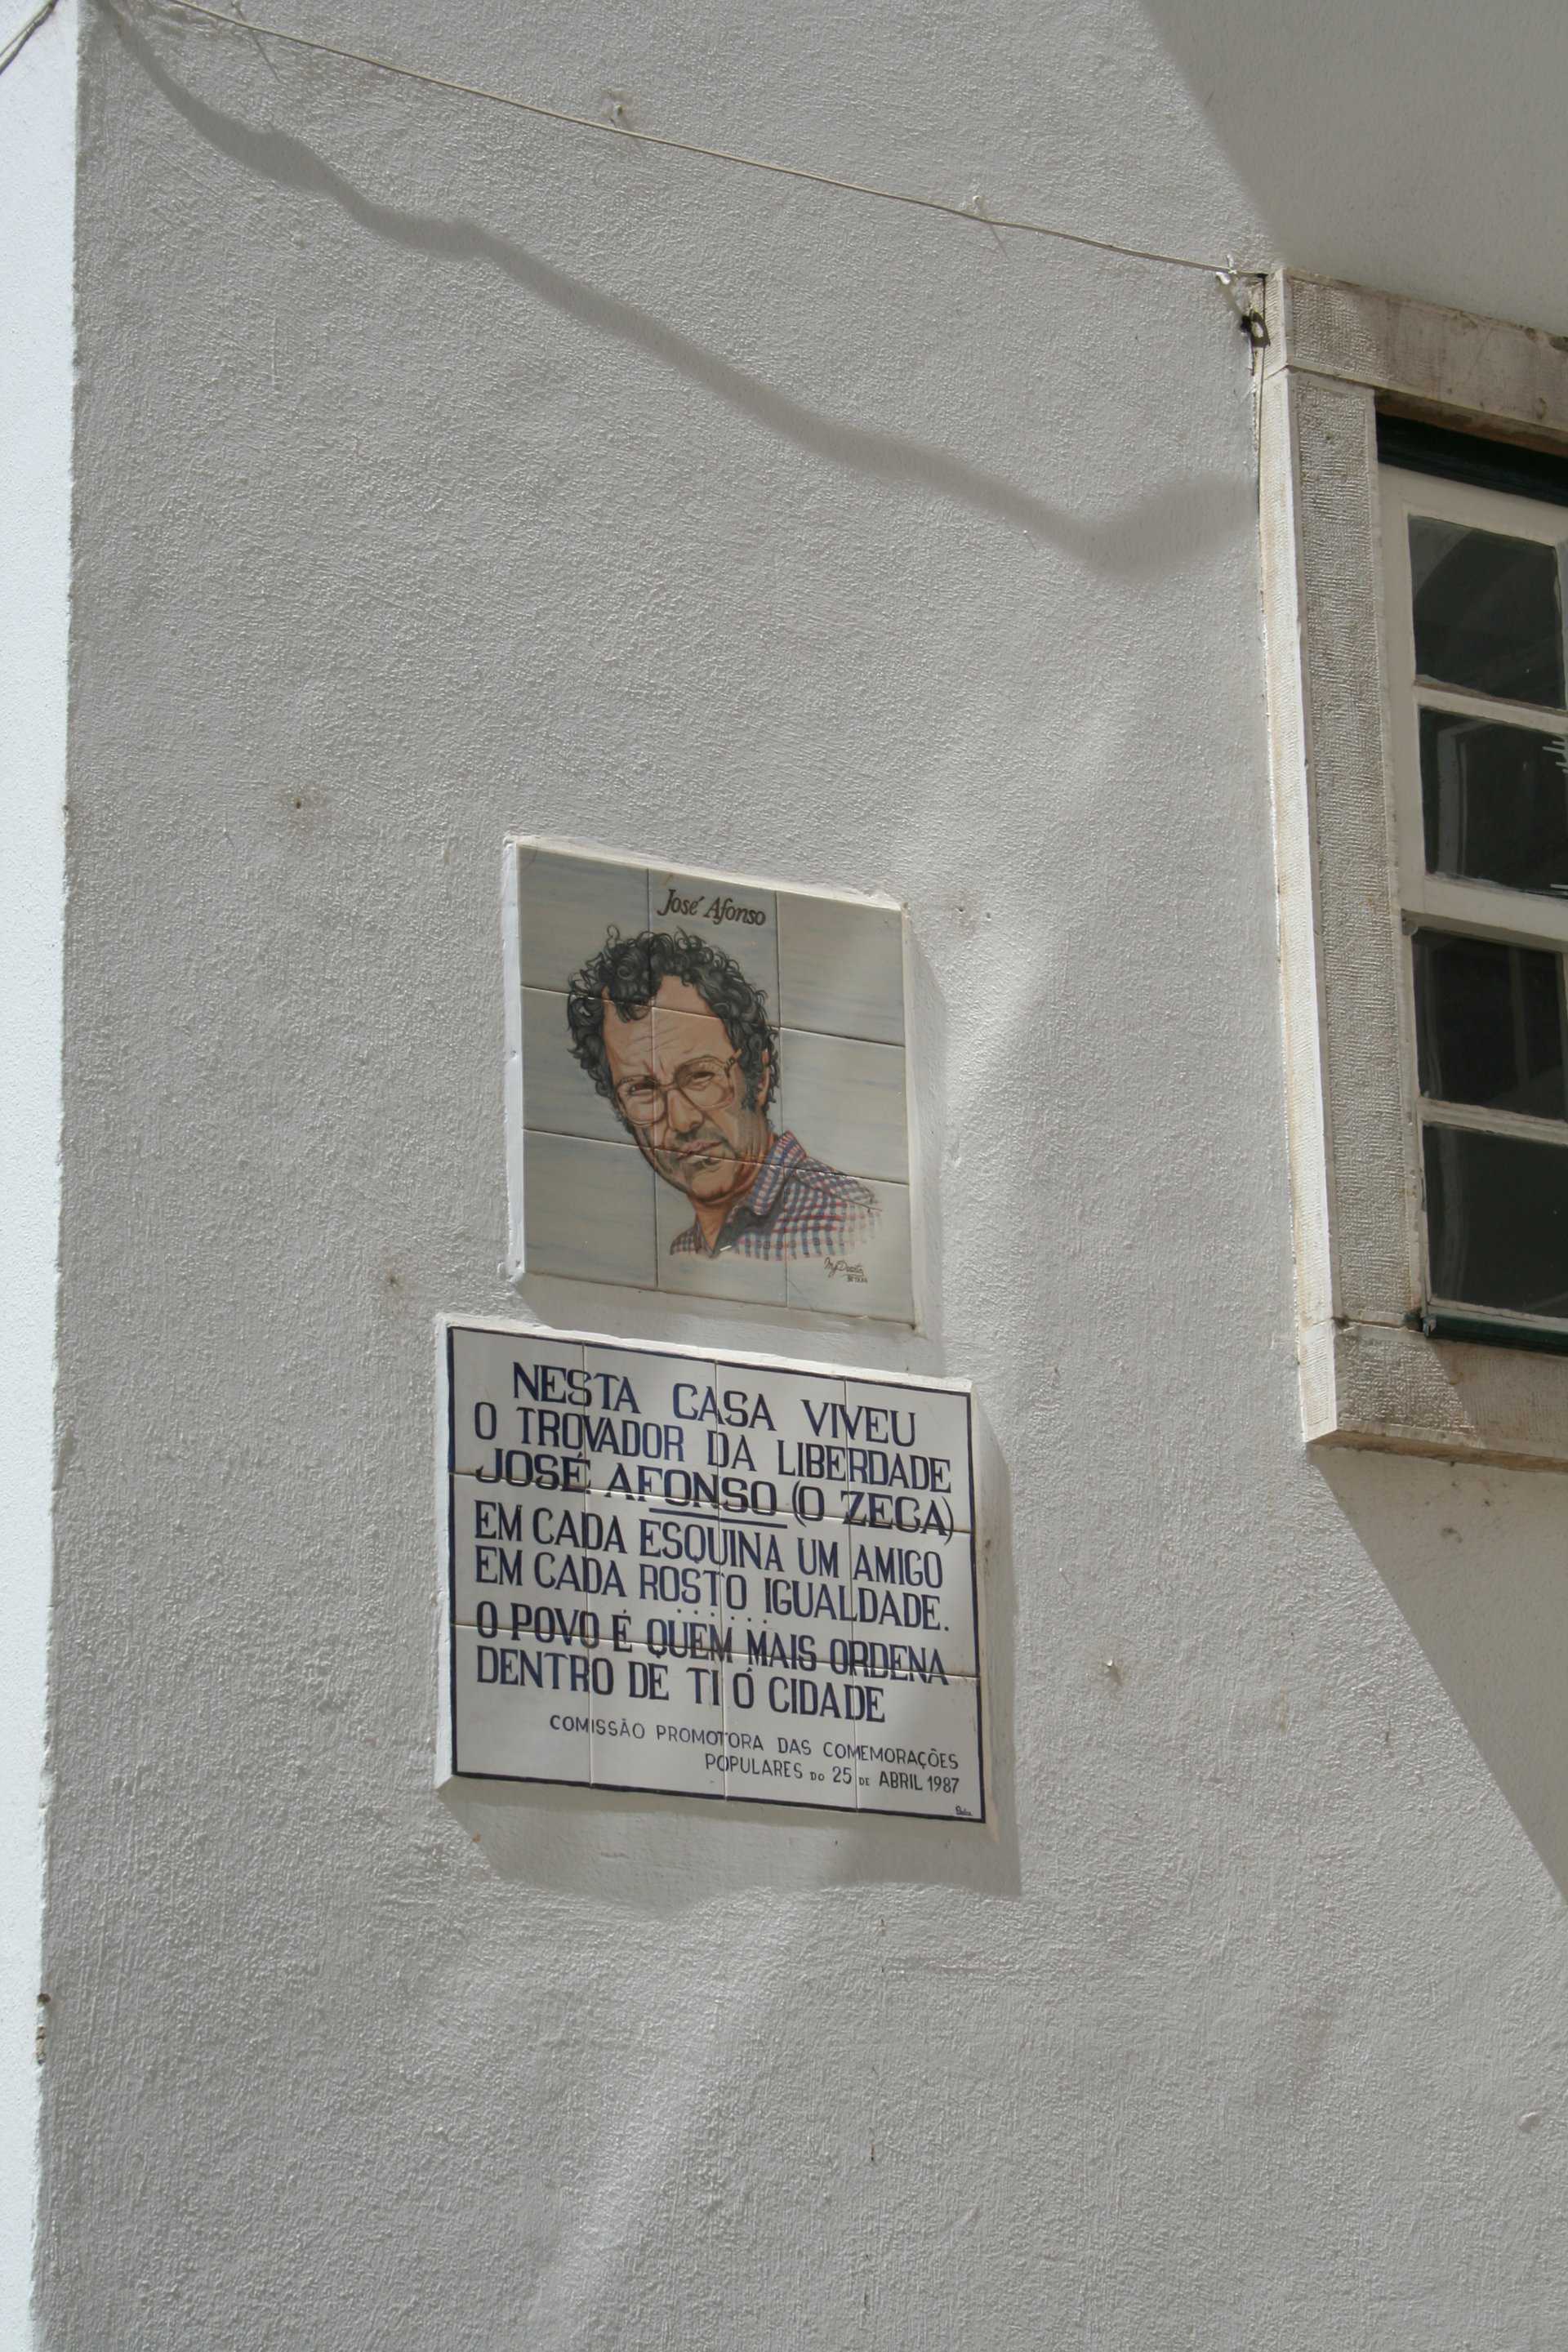 José Afonso
NESTA CASA VIVEU
O TROVADOR DA LIBERDADE
JOSÉ AFONSO (O ZECA)
EM CADA ESQUINA UM AMIGO
EM CADA ROSTO IGUALDADE.
. . . . . .
O POVO É QUEM MAIS ORDENA
DENTRO DE TI Ó CIDADE
COMISSÃO PROMOTORA DAS COMEMORAÇÕES
POPULARES DO 25 DE ABRIL 1987